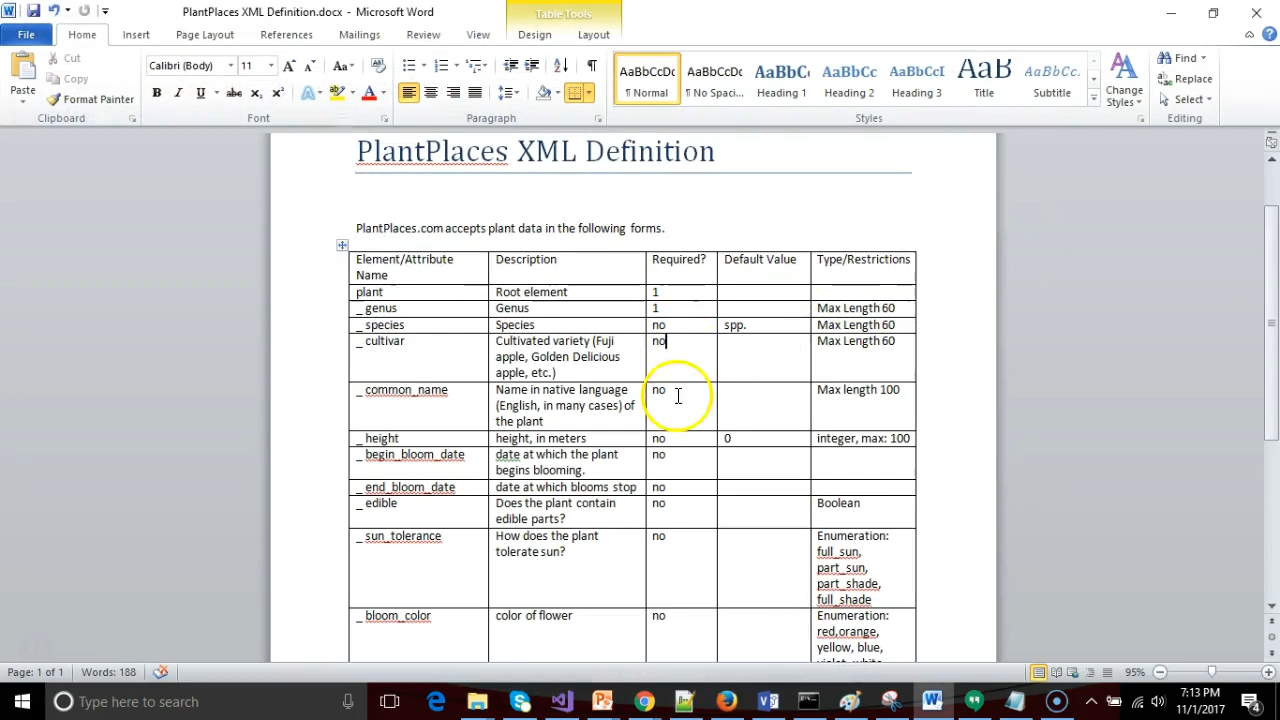 PlantPlaces XML Definition.docx - Microsoft Word
Table Tools
File Home Insert Page Layout References Mailings Review View Design Layout
Paste
Cut
Copy
Format Painter
Clipboard
Calibri (Body) 11
Font
Paragraph
AaBbCcDc
¶ Normal
AaBbCcDc
¶ No Spaci...
AaBbCc
Heading 1
AaBbCc
Heading 2
AaBbCcI
Heading 3
AaB
Title
AaBbCc.
Subtitle
Change
Styles
Styles
Find
Replace
Select
Editing
PlantPlaces XML Definition
PlantPlaces.com accepts plant data in the following forms.
Element/Attribute
Name
Description
Required?
Default Value
Type/Restrictions
plant Root element 1
_ genus Genus 1 Max Length 60
_ species Species no spp. Max Length 60
_ cultivar
Cultivated variety (Fuji
apple, Golden Delicious
apple, etc.)
no
Max Length 60
_ common_name
Name in native language
(English, in many cases) of
the plant
no
Max length 100
_ height height, in meters no 0 integer, max: 100
_ begin_bloom_date
date at which the plant
begins blooming.
no
_ end_bloom_date date at which blooms stop no
_ edible
Does the plant contain
edible parts?
no
Boolean
_ sun_tolerance
How does the plant
tolerate sun?
no
Enumeration:
full_sun,
part_sun,
part_shade,
full_shade
_ bloom_color
color of flower
no
Enumeration:
red,orange,
yellow, blue,
violet, white
Page: 1 of 1 Words: 188 95%
Type here to search
7:13 PM
11/1/2017